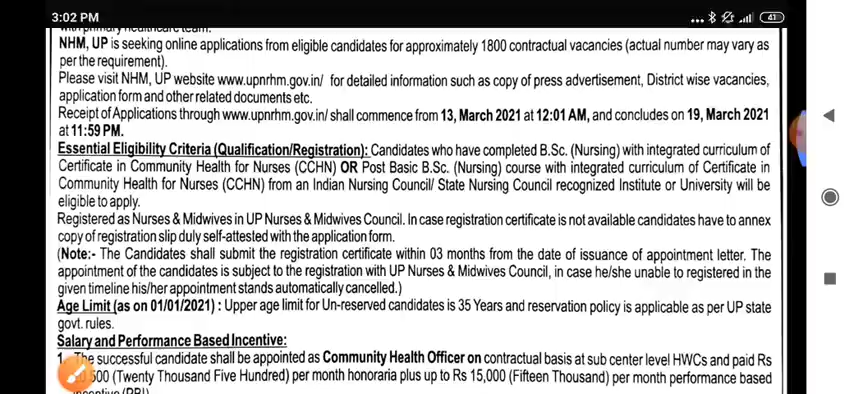 3:02 PM
41
with primary healthcare team.
NHM, UP is seeking online applications from eligible candidates for approximately 1800 contractual vacancies (actual number may vary as
per the requirement).
Please visit NHM, UP website www.upnrhm.gov.in/ for detailed information such as copy of press advertisement, District wise vacancies,
application form and other related documents etc.
Receipt of Applications through www.upnrhm.gov.in/ shall commence from 13, March 2021 at 12:01 AM, and concludes on 19, March 2021
at 11:59 PM.
Essential Eligibility Criteria (Qualification/Registration): Candidates who have completed B.Sc. (Nursing) with integrated curriculum of
Certificate in Community Health for Nurses (CCHN) OR Post Basic B.Sc. (Nursing) course with integrated curriculum of Certificate in
Community Health for Nurses (CCHN) from an Indian Nursing Council/ State Nursing Council recognized Institute or University will be
eligible to apply.
Registered as Nurses & Midwives in UP Nurses & Midwives Council. In case registration certificate is not available candidates have to annex
copy of registration slip duly self-attested with the application form.
(Note:- The Candidates shall submit the registration certificate within 03 months from the date of issuance of appointment letter. The
appointment of the candidates is subject to the registration with UP Nurses & Midwives Council, in case he/she unable to registered in the
given timeline his/her appointment stands automatically cancelled.)
Age Limit (as on 01/01/2021) : Upper age limit for Un-reserved candidates is 35 Years and reservation policy is applicable as per UP state
govt. rules.
Salary and Performance Based Incentive:
1. The successful candidate shall be appointed as Community Health Officer on contractual basis at sub center level HWCs and paid Rs
500 (Twenty Thousand Five Hundred) per month honoraria plus up to Rs 15,000 (Fifteen Thousand) per month performance based
incentive (PBI)